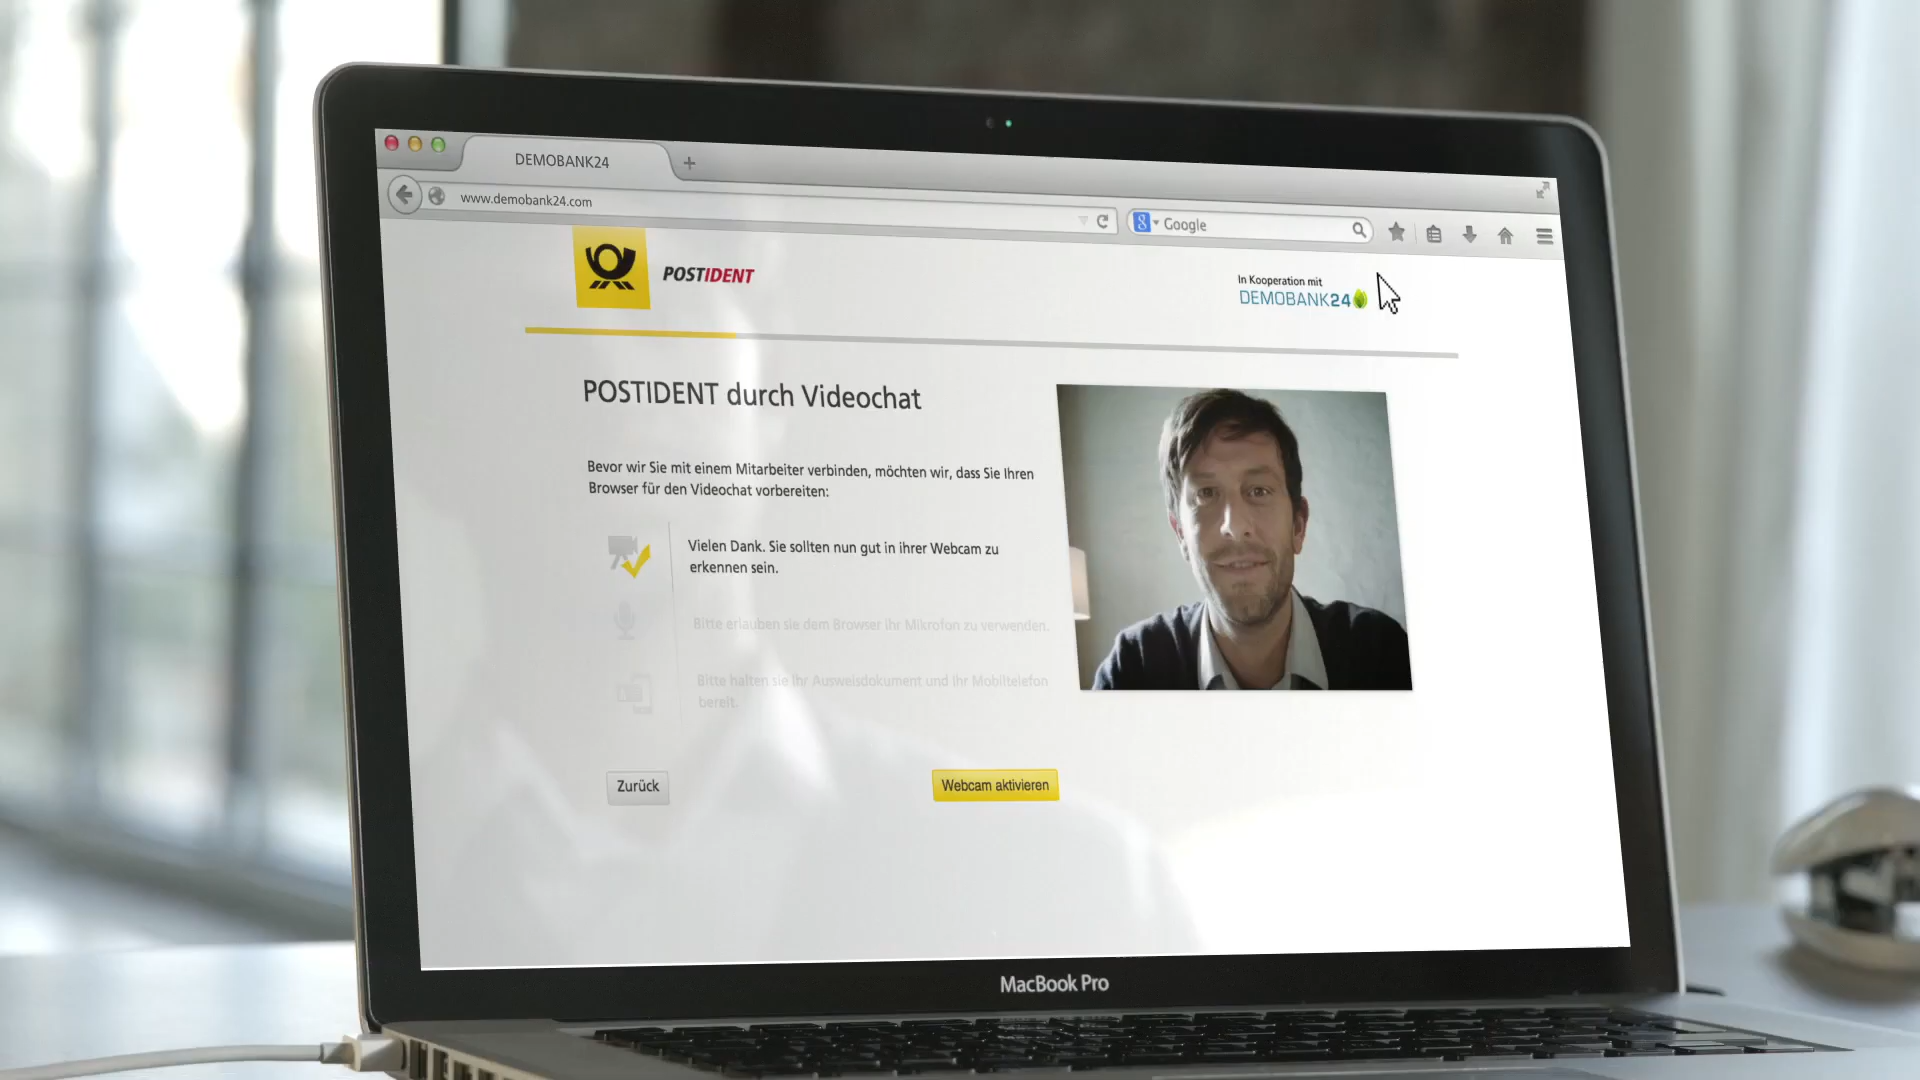 DEMOBANK24
www.demobank24.com
Google
POSTIDENT
In Kooperation mit
DEMOBANK24
POSTIDENT durch Videochat
Bevor wir Sie mit einem Mitarbeiter verbinden, möchten wir, dass Sie Ihren
Browser für den Videochat vorbereiten:
Vielen Dank. Sie sollten nun gut in ihrer Webcam zu
erkennen sein.
Bitte erlauben sie dem Browser ihr Mikrofon zu verwenden.
Bitte halten sie Ihr Ausweisdokument und Ihr Mobiltelefon
bereit.
Zurück
Webcam aktivieren
MacBook Pro